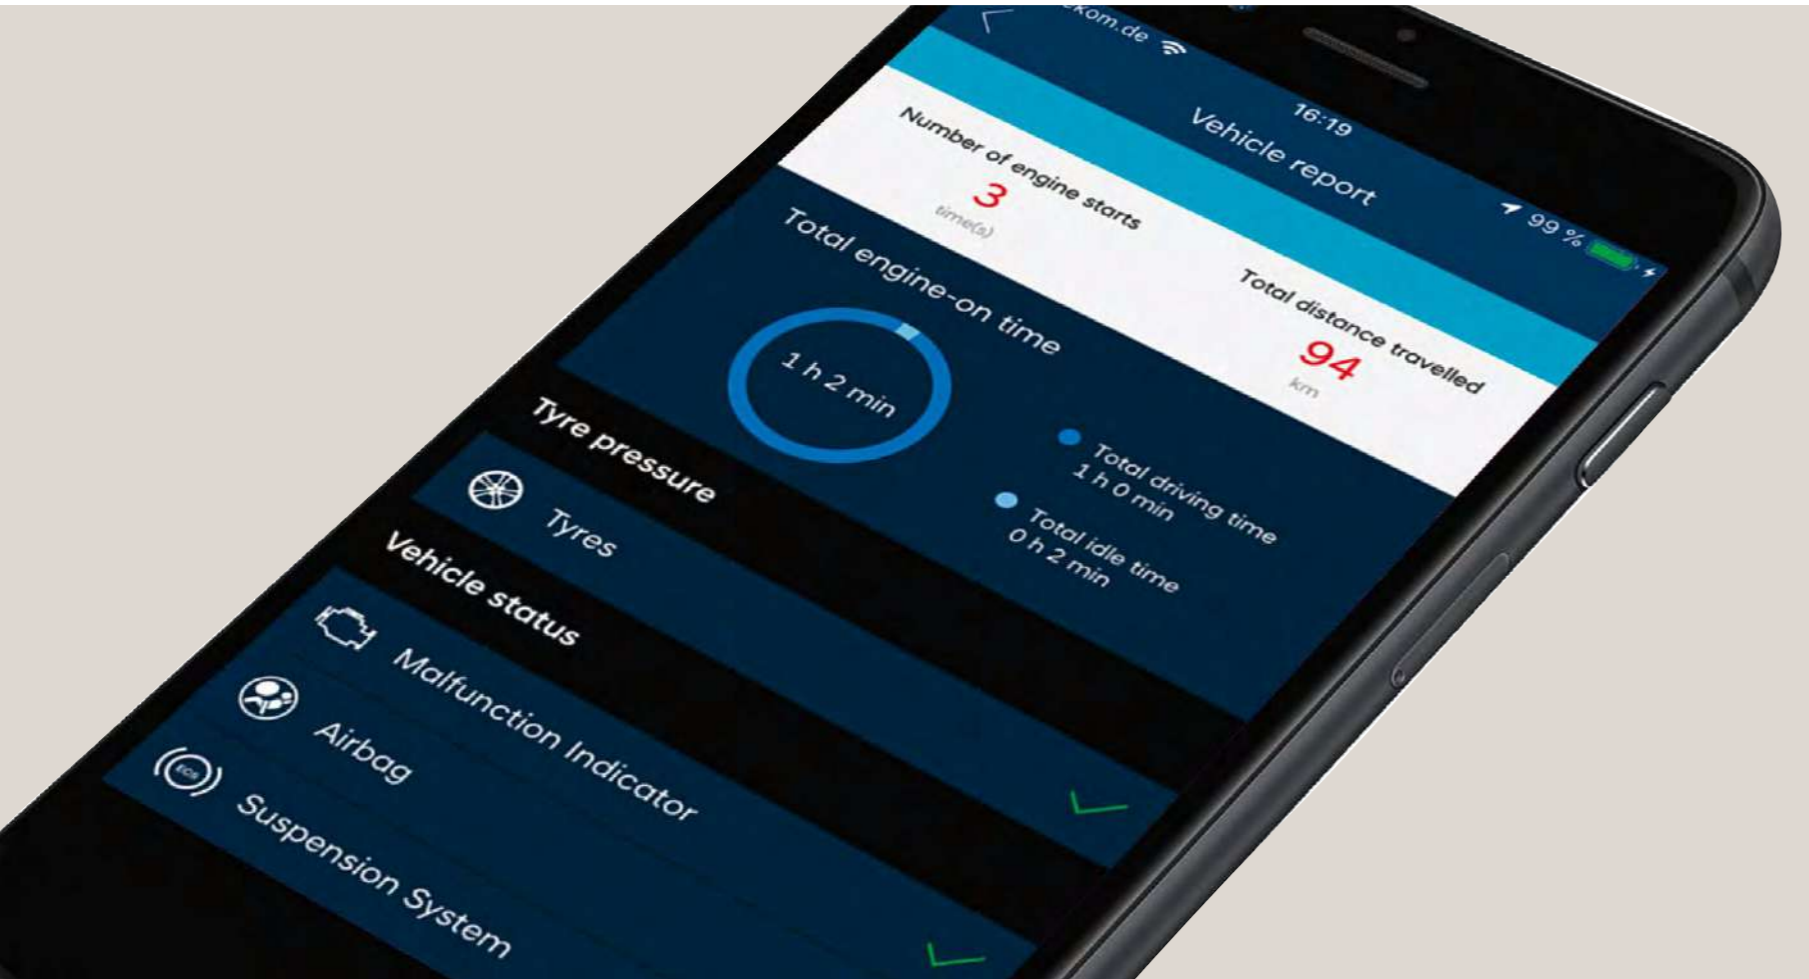 ekom.de
16:19
99 %
Vehicle report
Number of engine starts
3
time(s)
Total distance travelled
94
km
Total engine-on time
1 h 2 min
Total driving time
1 h 0 min
Total idle time
0 h 2 min
Tyre pressure
Tyres
Vehicle status
Malfunction Indicator
Airbag
Suspension System